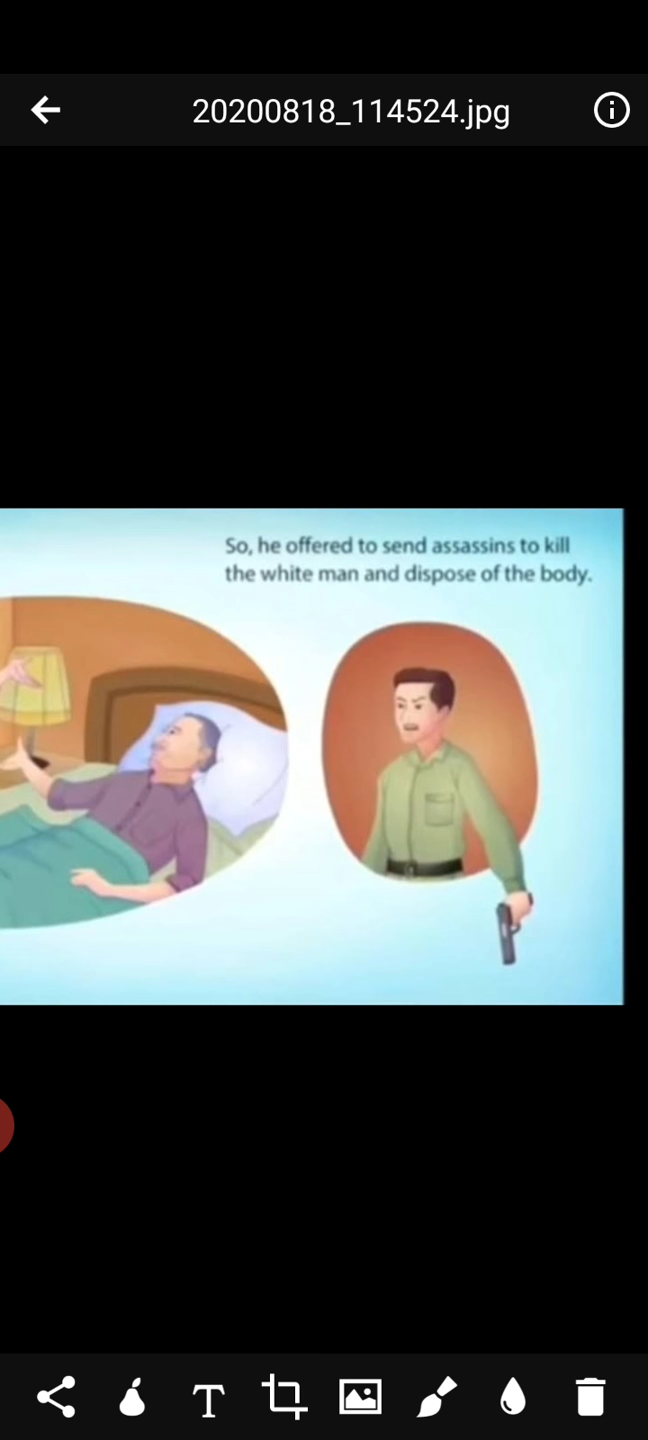 20200818_114524.jpg
So, he offered to send assassins to kill
the white man and dispose of the body.
T